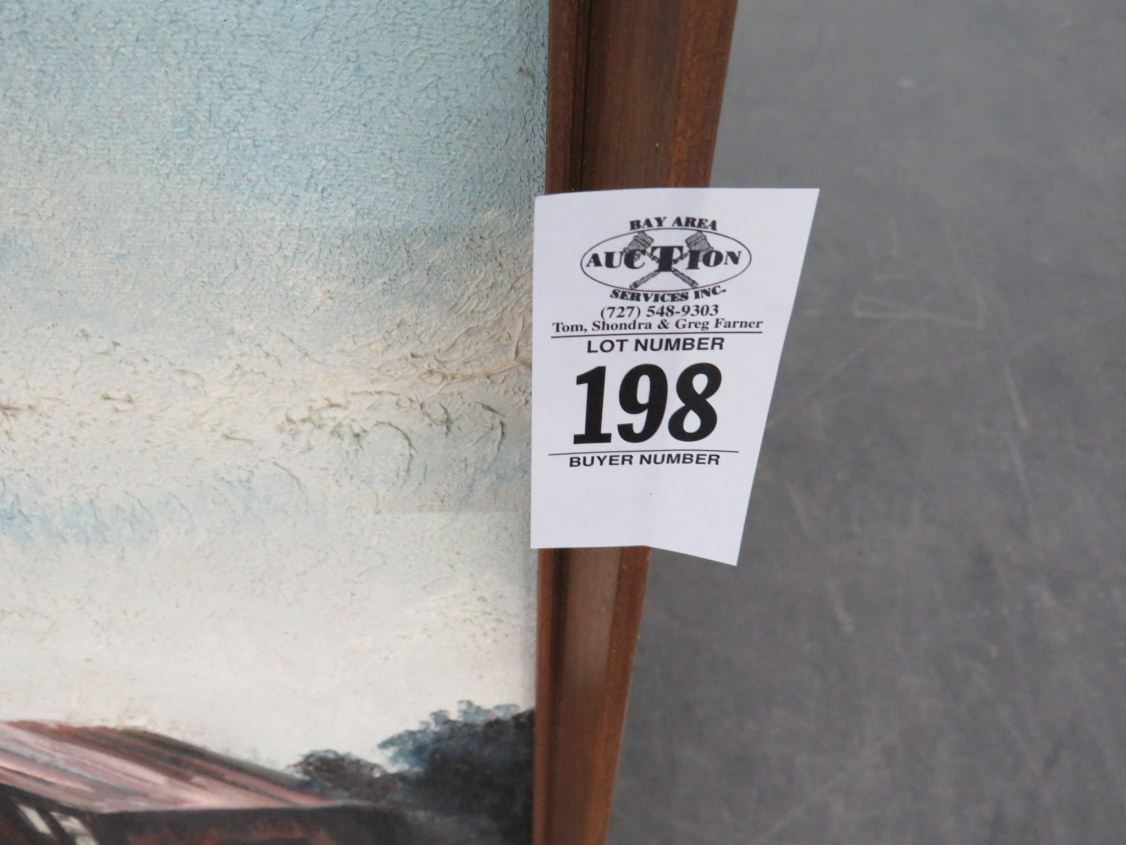 BAY AREA
AUCTION
SERVICES INC.
(727) 548-9303
Tom, Shondra & Greg Farner
LOT NUMBER
198
BUYER NUMBER